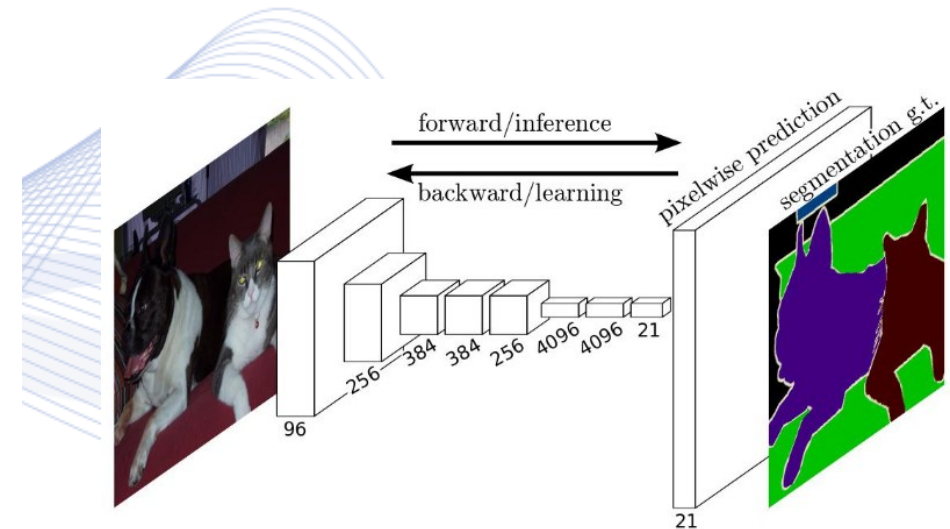 forward/inference
backward/learning
pixelwise prediction
segmentation g.t.
96
256
384
384
256
4096
4096
21
21